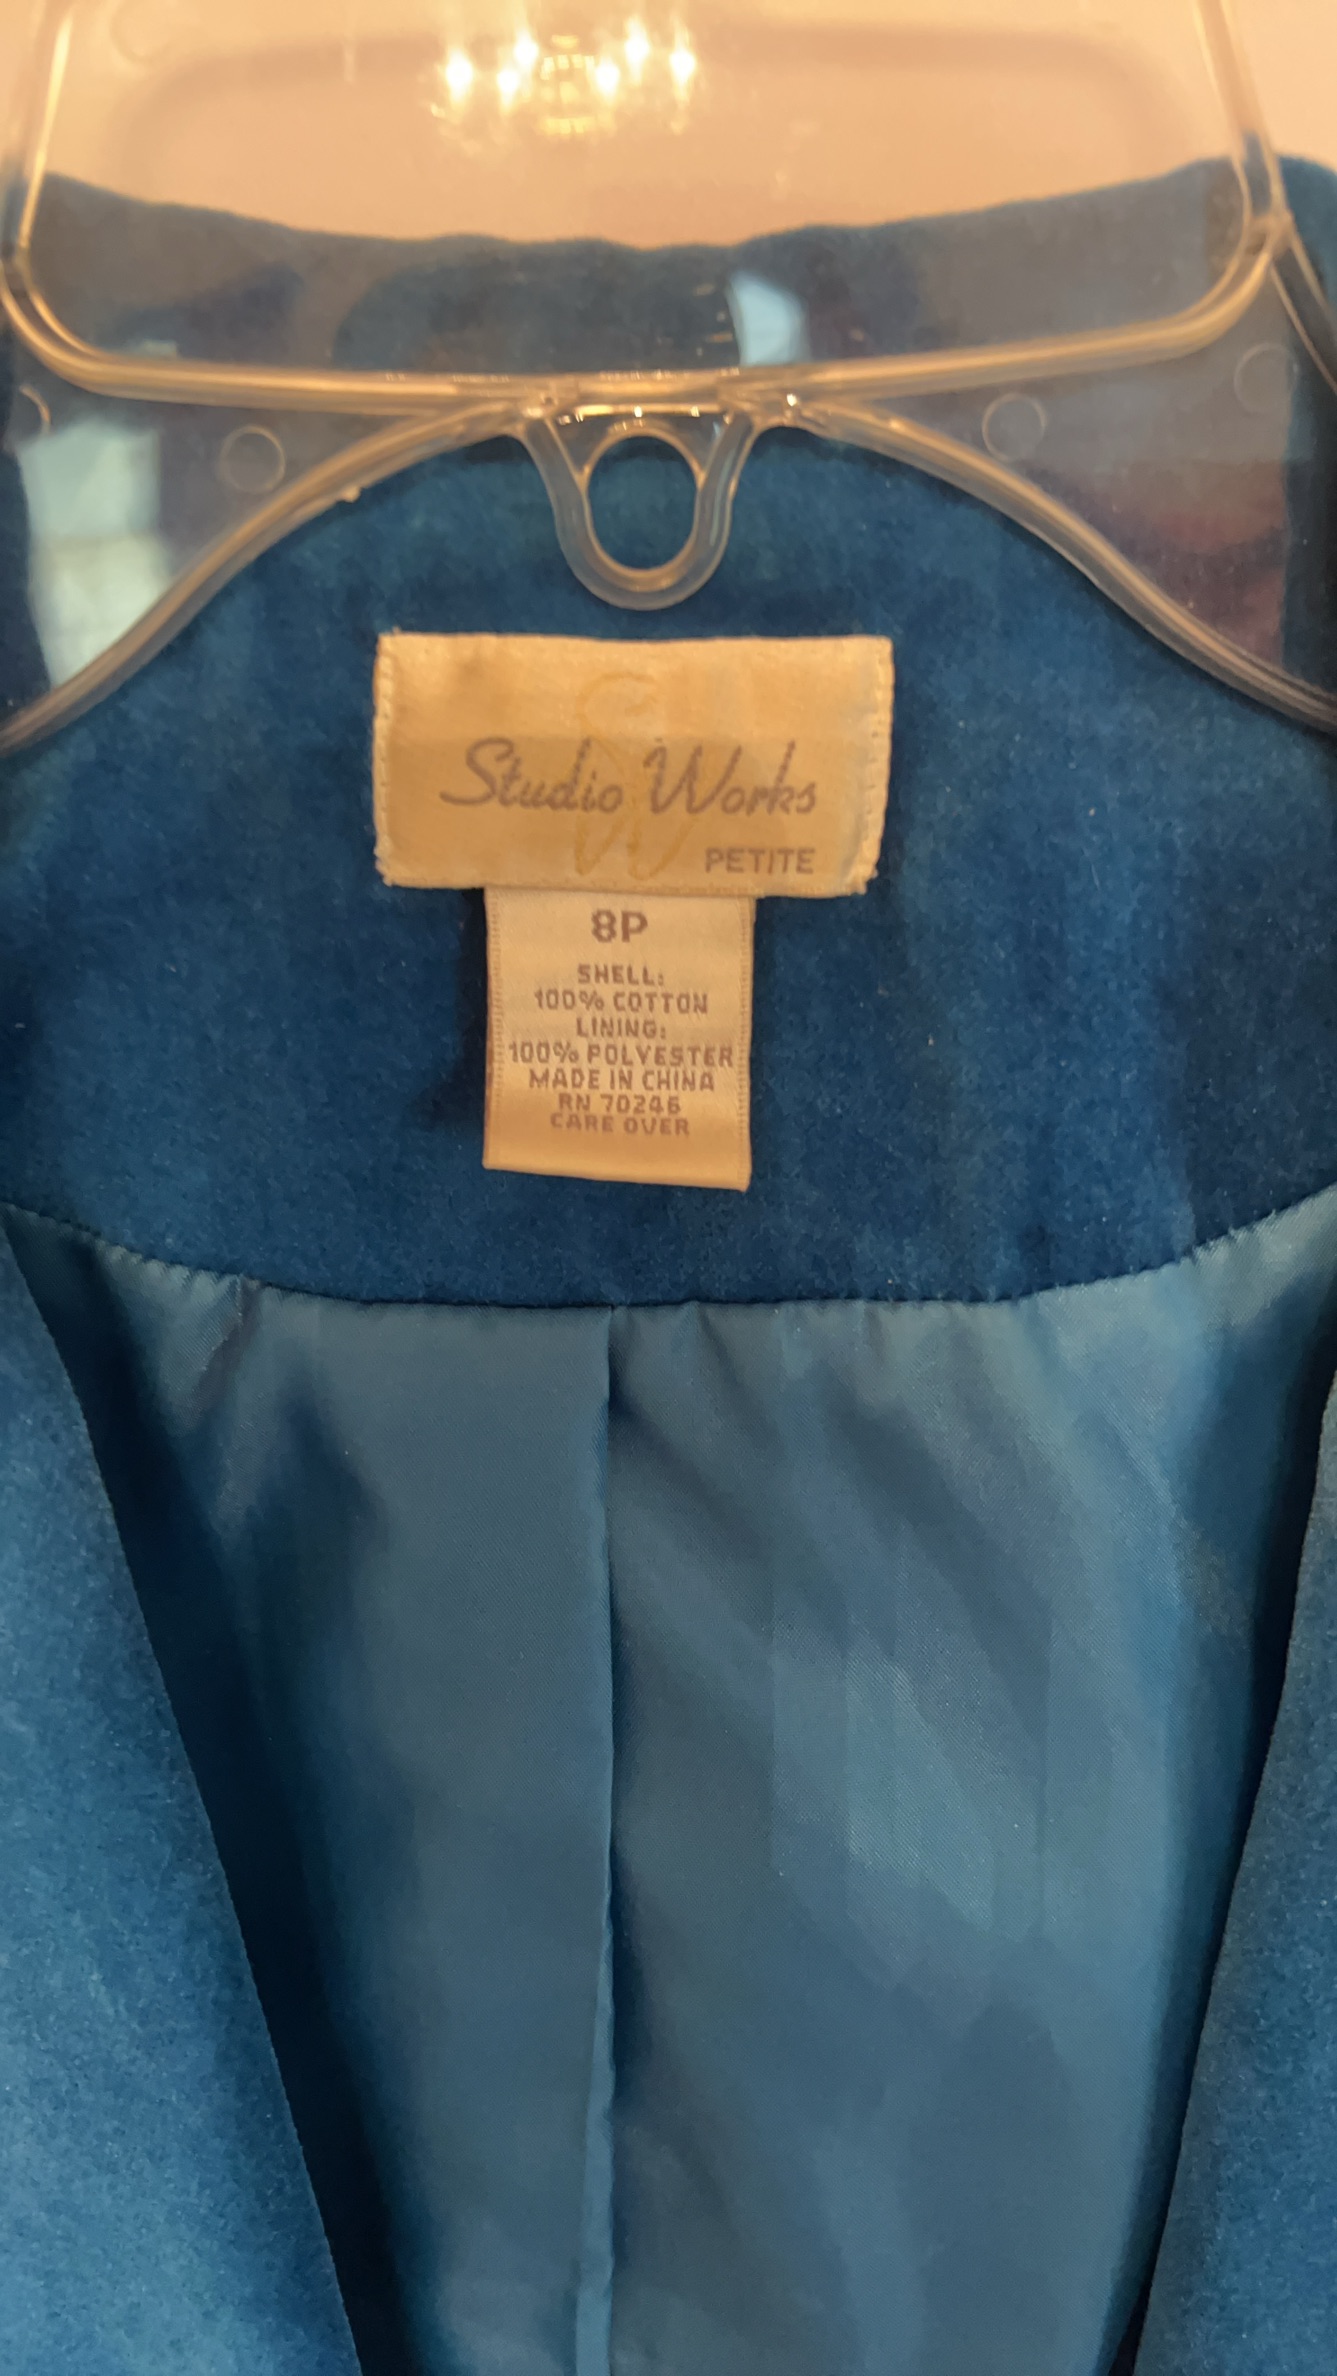 Studio Works
PETITE
8P
SHELL:
100% COTTON
LINING:
100% POLYESTER
MADE IN CHINA
RN 70246
CARE OVER